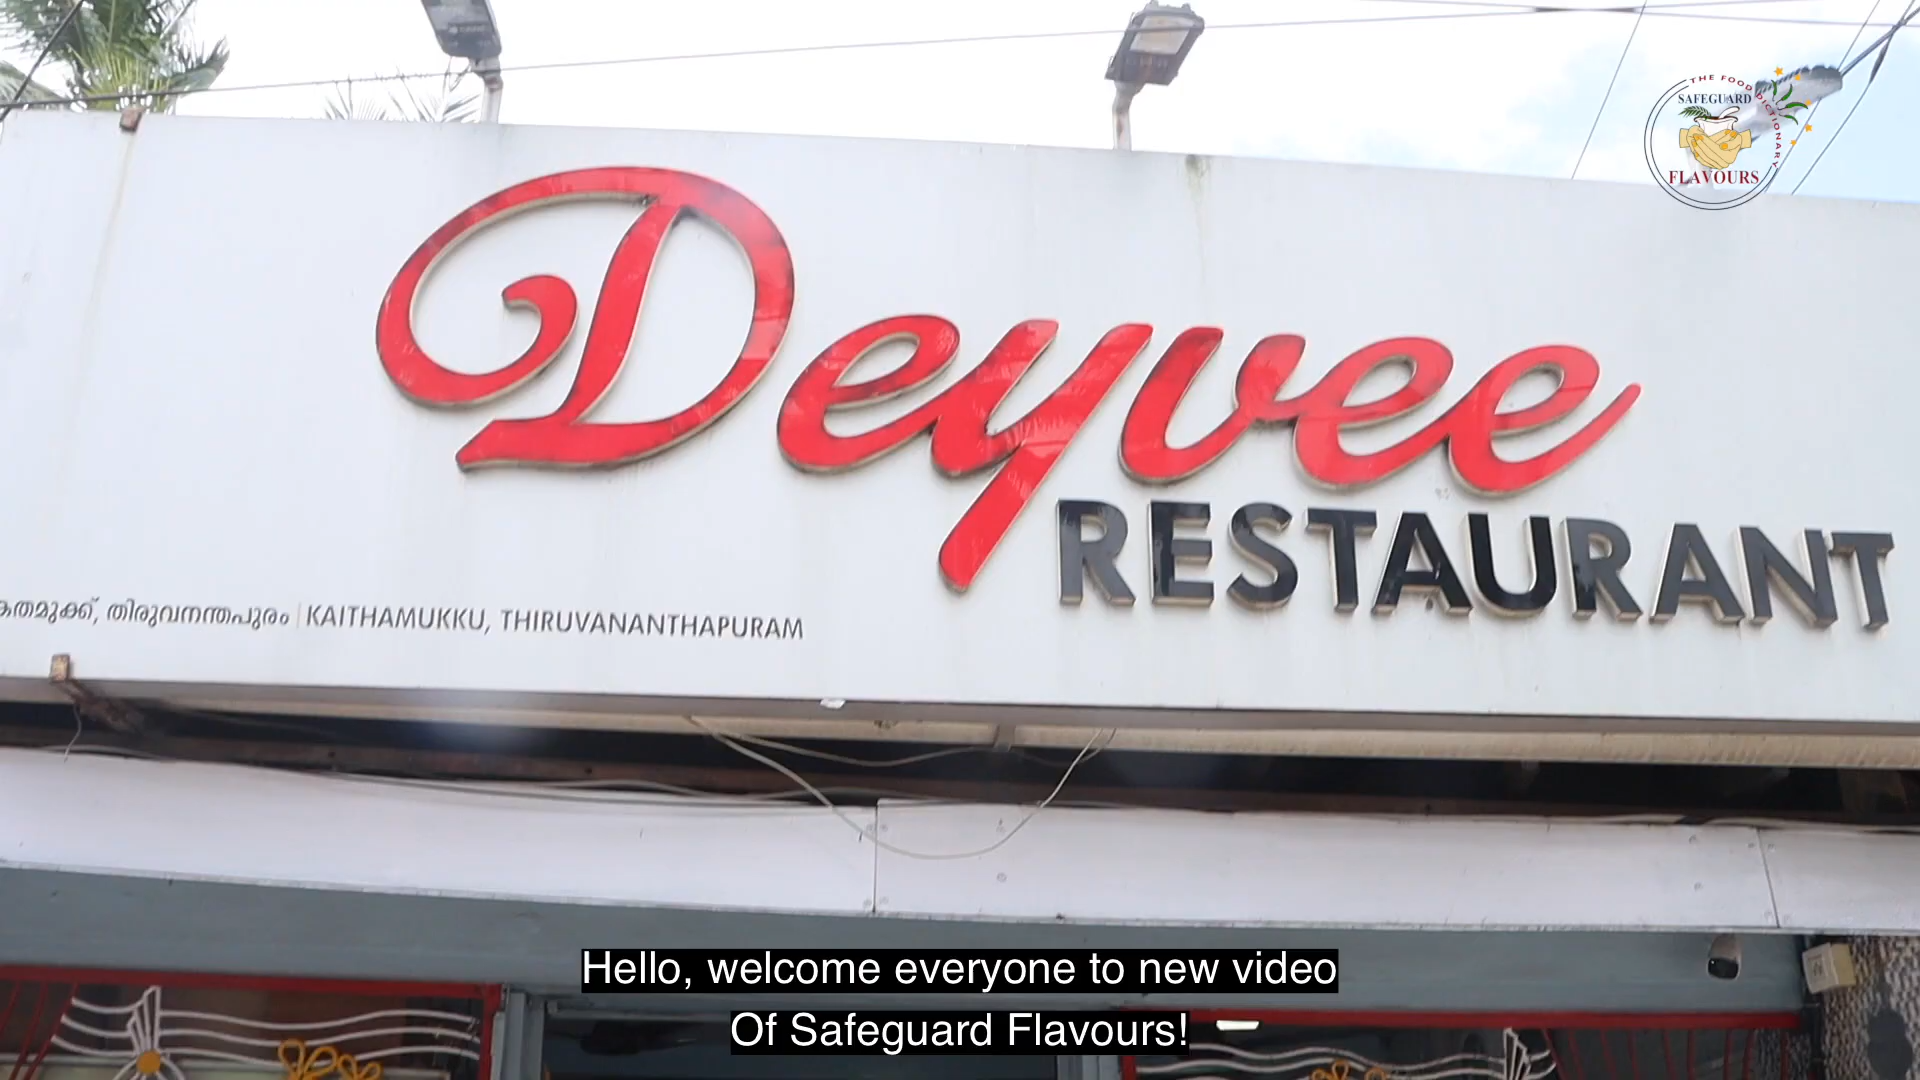 THE FOOD DICTIONARY
SAFEGUARD
FLAVOURS
Deyvee
RESTAURANT
തിരുവനന്തപുരം | KAITHAMUKKU, THIRUVANANTHAPURAM
Hello, welcome everyone to new video
Of Safeguard Flavours!